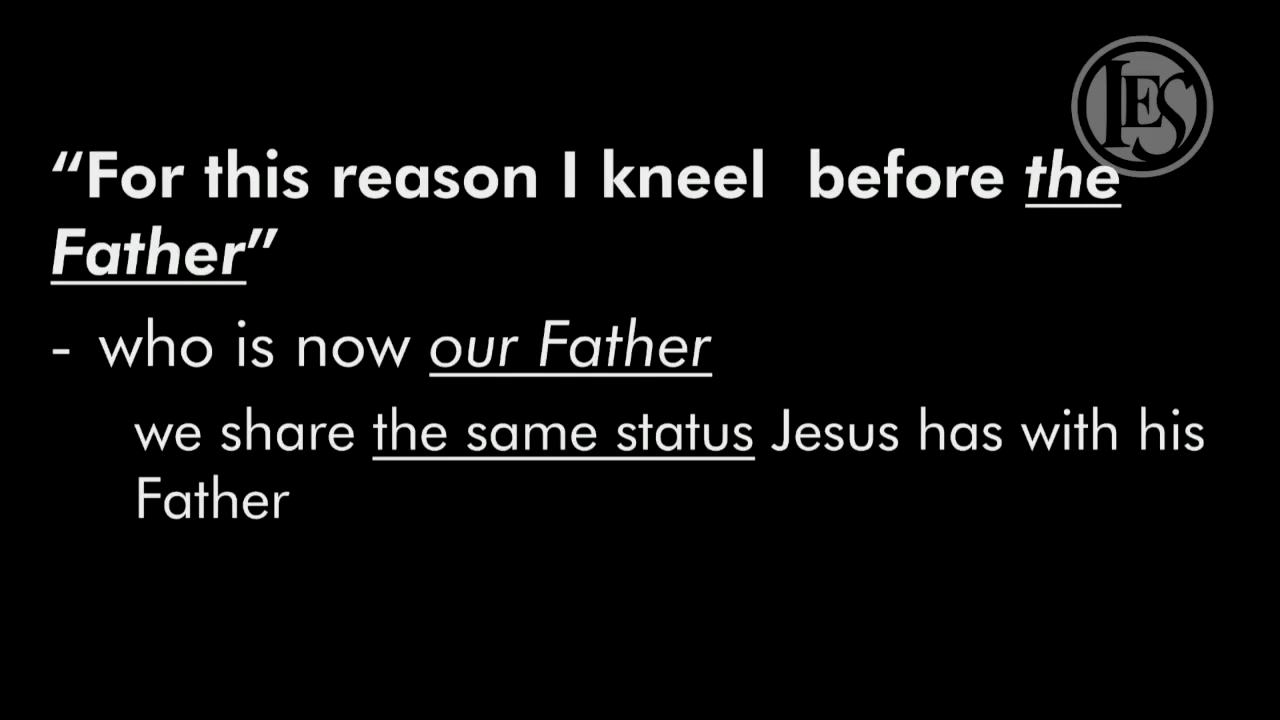 IES
“For this reason I kneel  before the
Father”
- who is now our Father
we share the same status Jesus has with his
Father